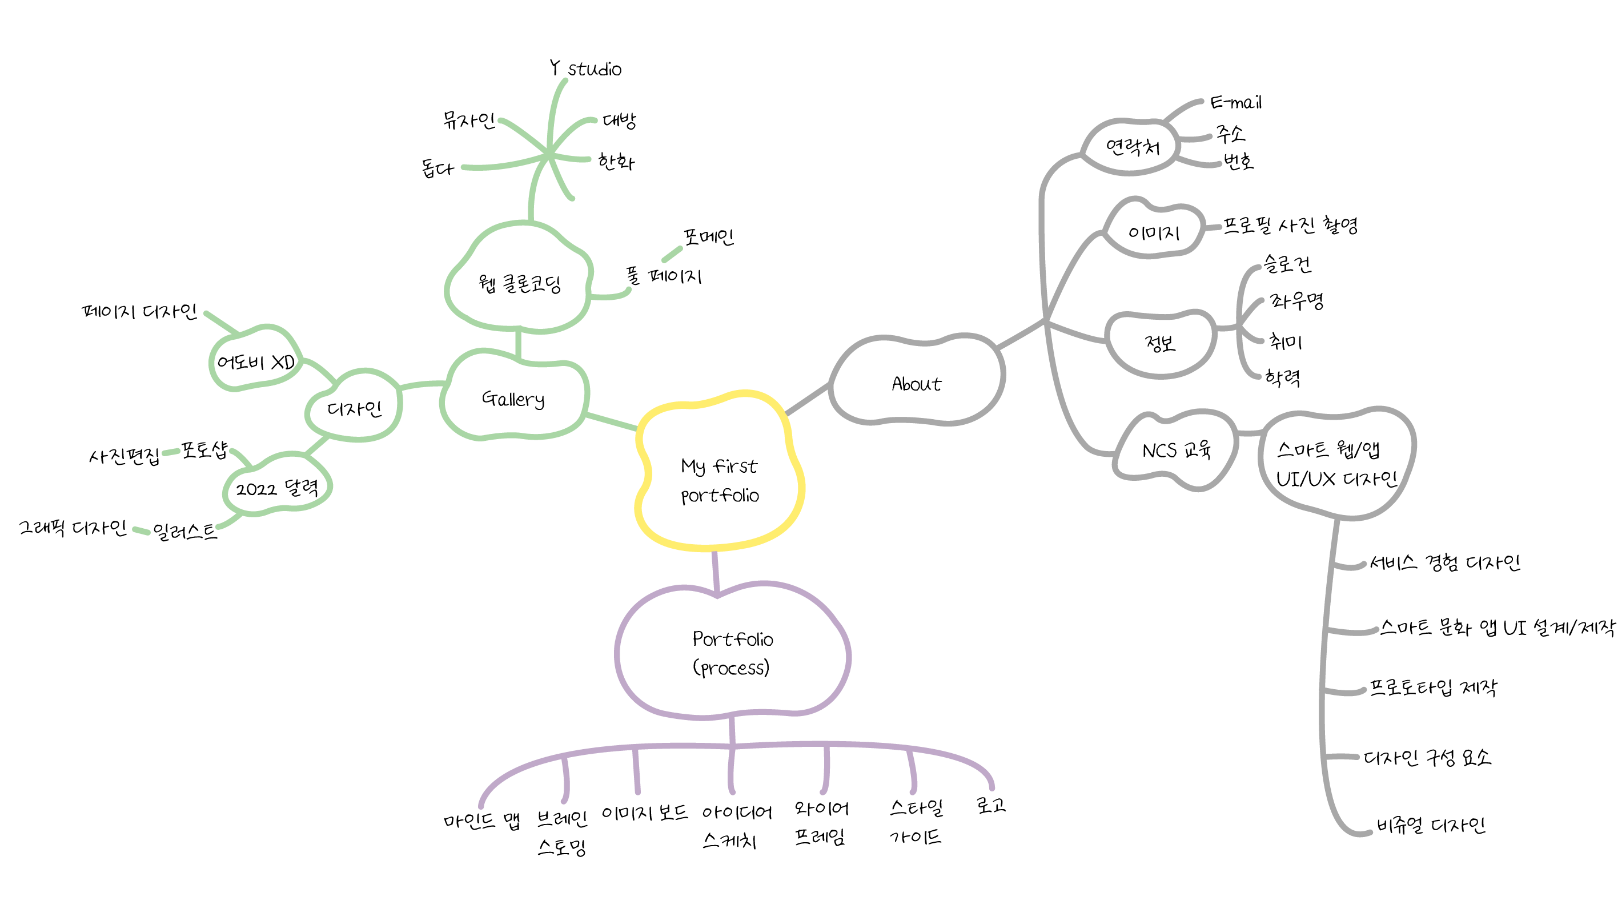 Y studio
뮤자인
대방
돕다
한화
웹 클론코딩
포메인
풀 페이지
페이지 디자인
어도비 XD
디자인
Gallery
사진편집
포토샵
2022 달력
그래픽 디자인
일러스트
My first
portfolio
About
연락처
E-mail
주소
번호
이미지
프로필 사진 촬영
정보
슬로건
좌우명
취미
학력
NCS 교육
스마트 웹/앱
UI/UX 디자인
서비스 경험 디자인
스마트 문화 앱 UI 설계/제작
프로토타입 제작
디자인 구성 요소
비쥬얼 디자인
Portfolio
(process)
마인드 맵
브레인
스토밍
이미지 보드
아이디어
스케치
와이어
프레임
스타일
가이드
로고